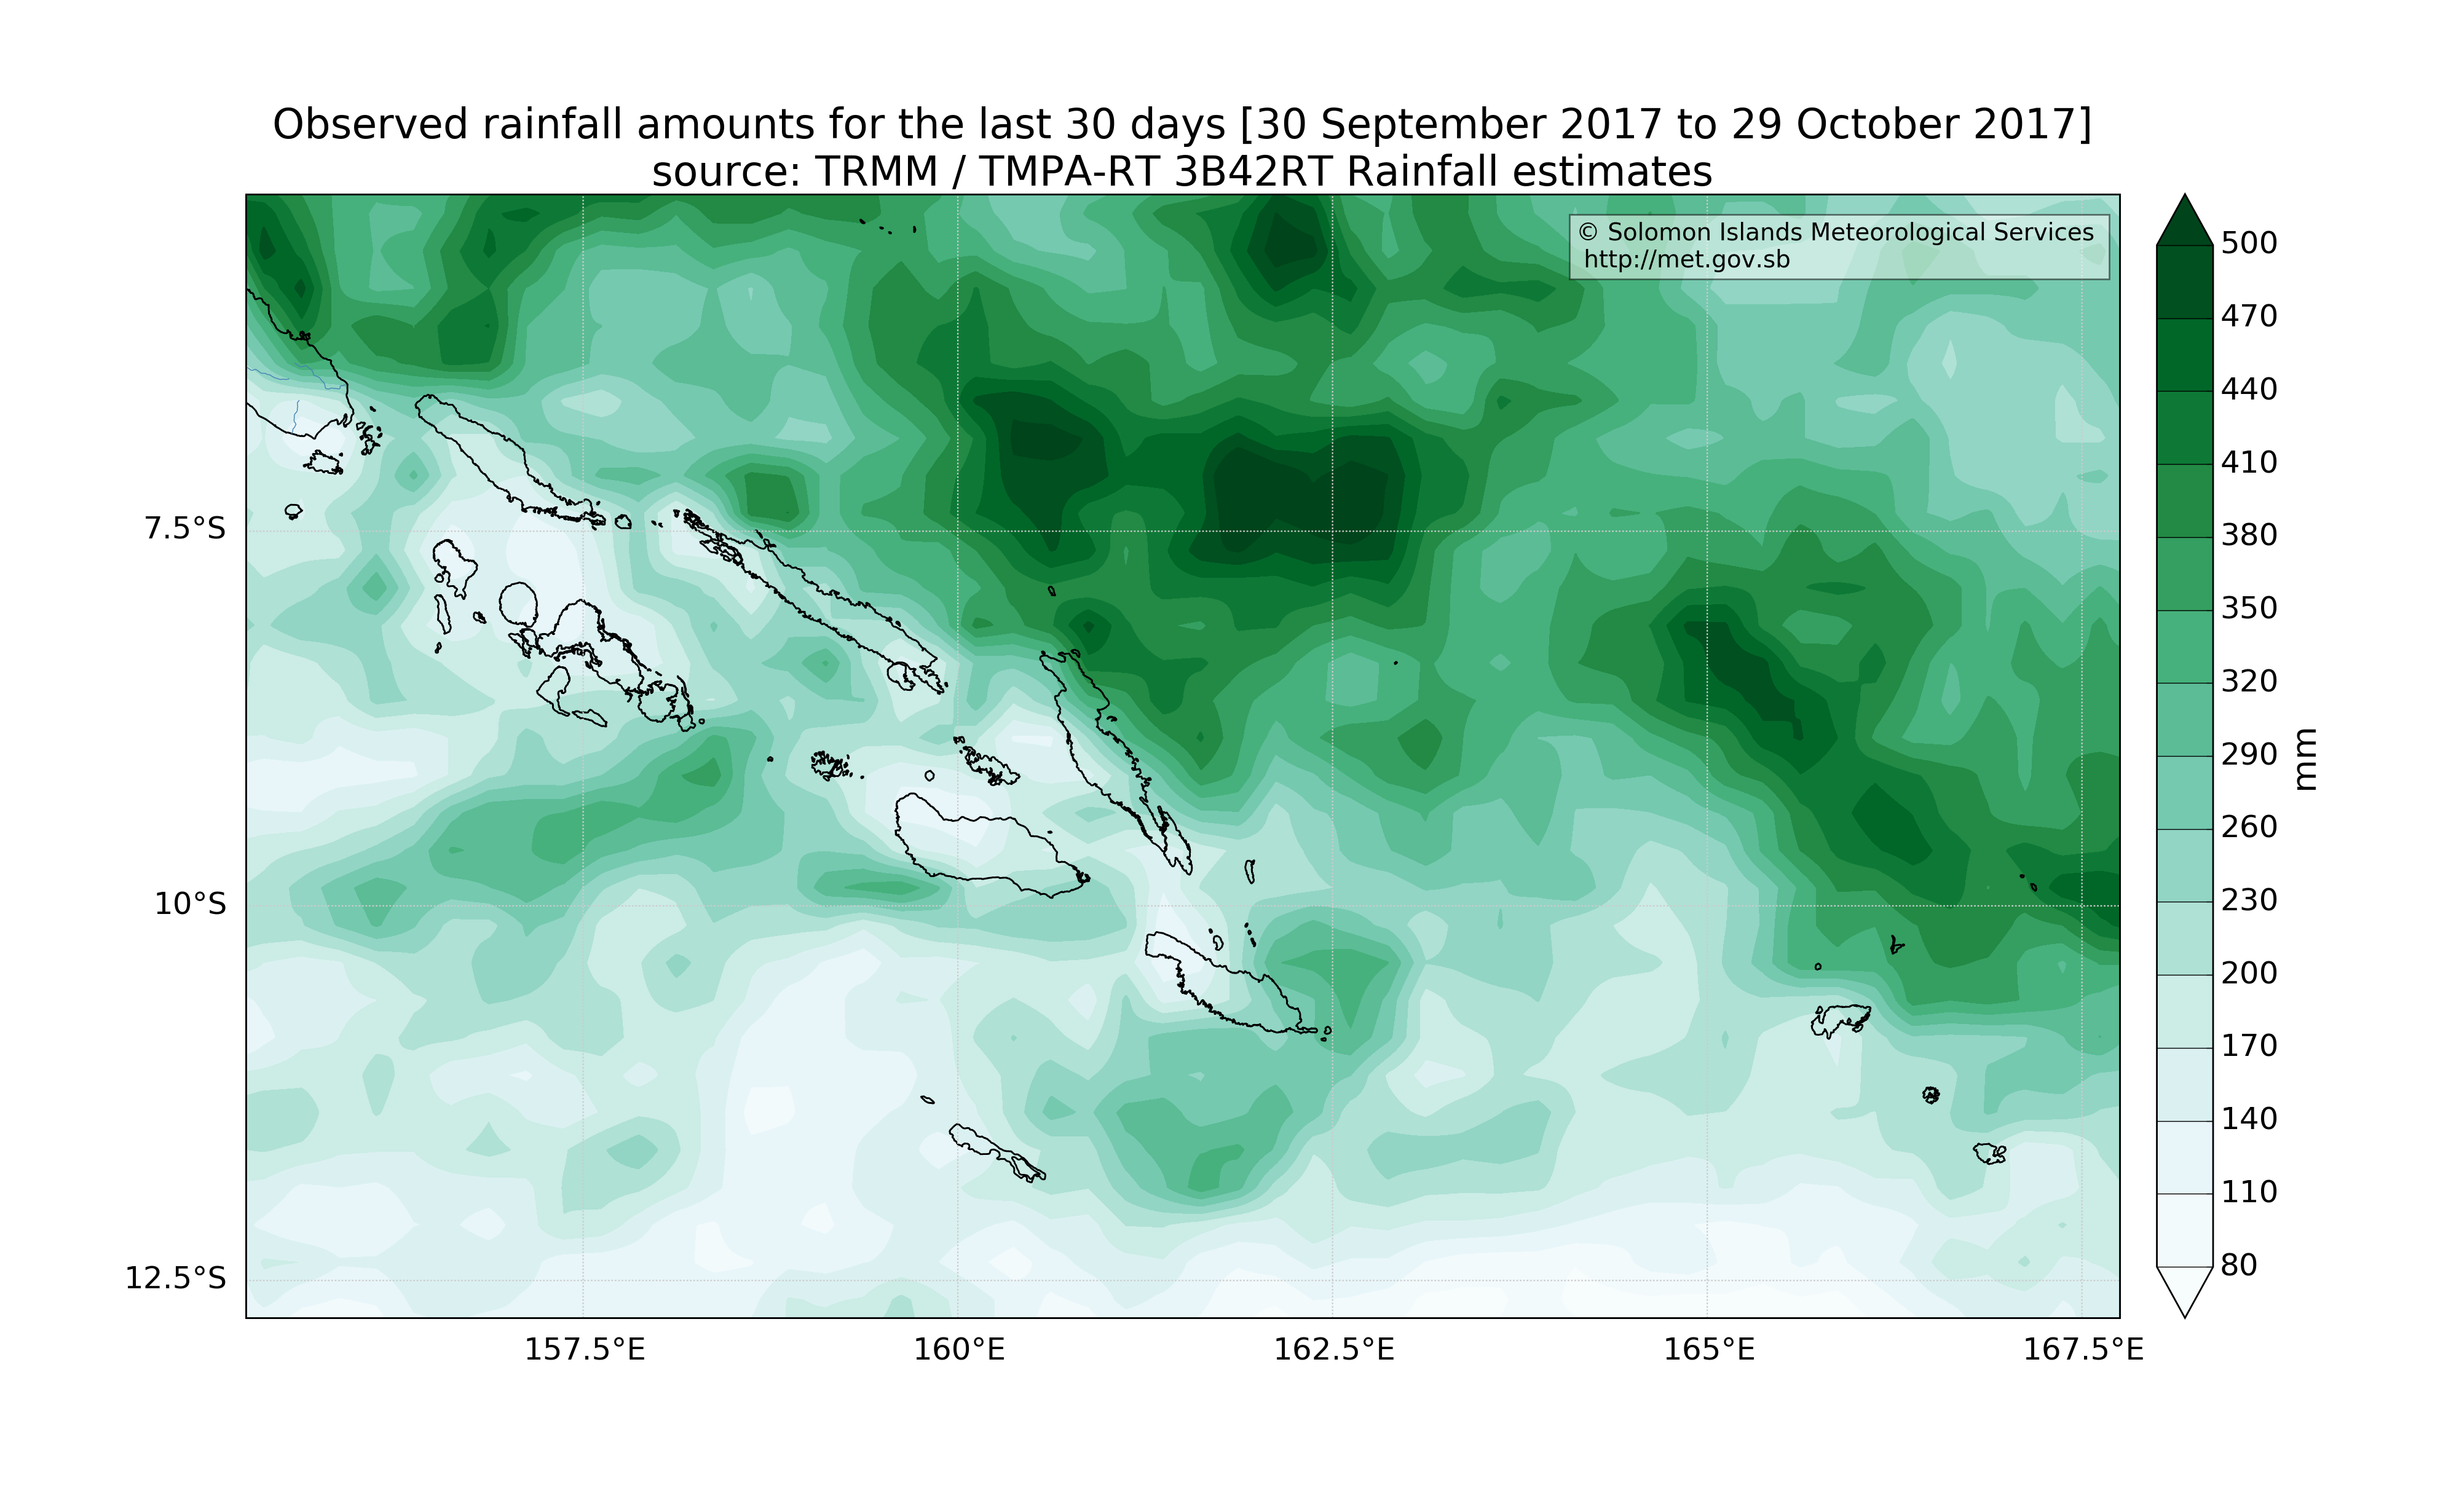 Observed rainfall amounts for the last 30 days [30 September 2017 to 29 October 2017]
source: TRMM / TMPA-RT 3B42RT Rainfall estimates
© Solomon Islands Meteorological Services
http://met.gov.sb
500
470
440
410
380
350
320
290
260
230
200
170
140
110
80
mm
7.5°S
10°S
12.5°S
157.5°E
160°E
162.5°E
165°E
167.5°E